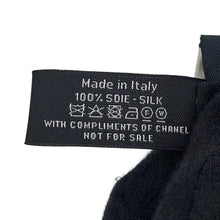 Made in Italy
100% SOIE - SILK
WITH COMPLIMENTS OF CHANEL
NOT FOR SALE